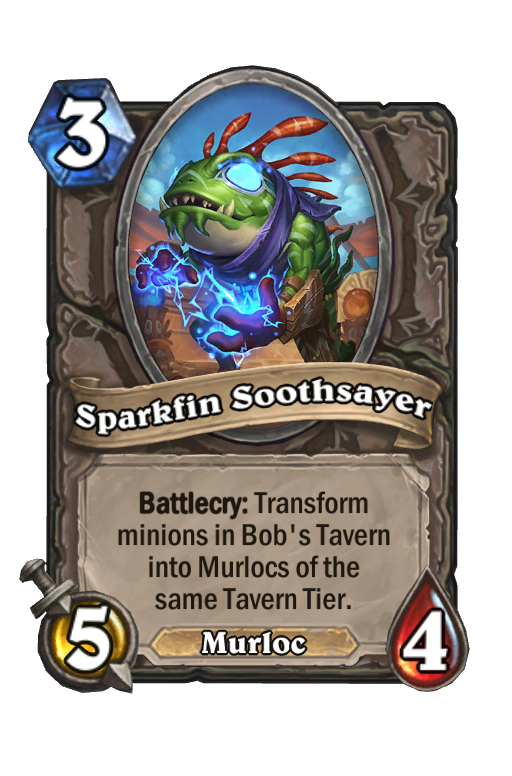 3
Sparkfin Soothsayer
Battlecry: Transform
minions in Bob's Tavern
into Murlocs of the
same Tavern Tier.
5
Murloc
4